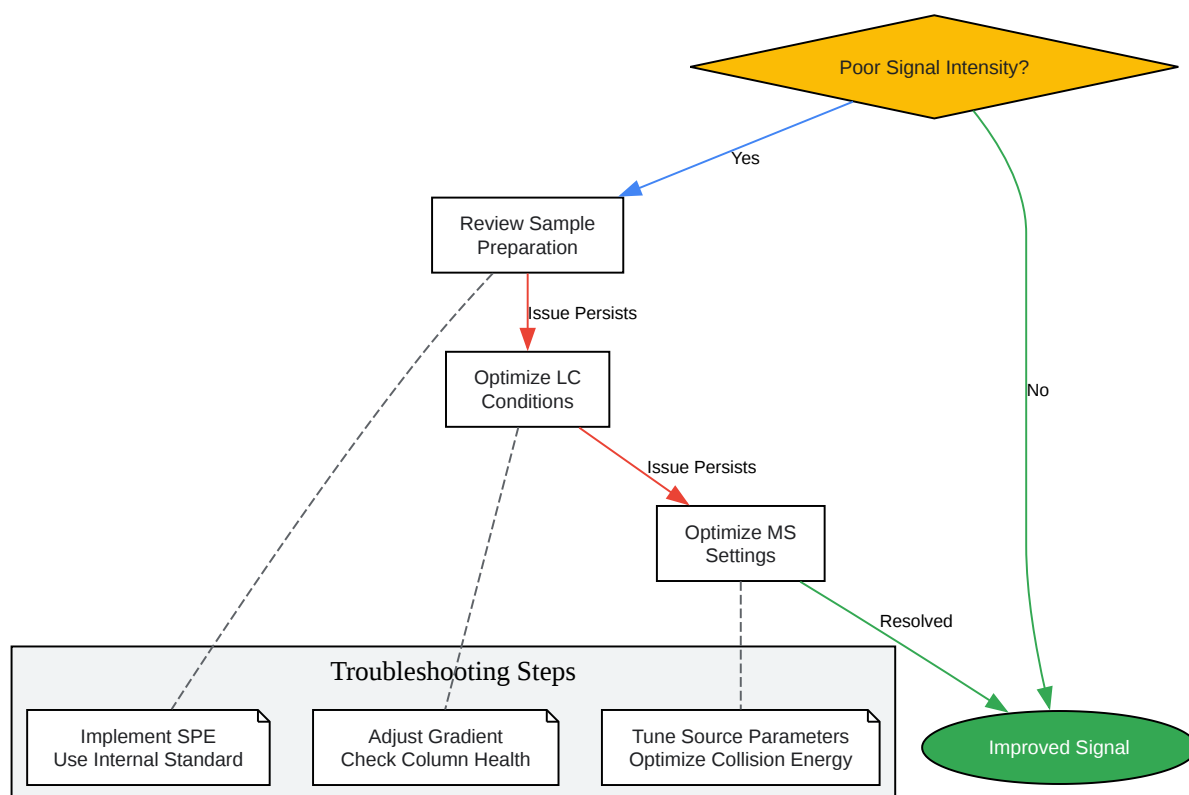 Poor Signal Intensity?
Yes
Review Sample
Preparation
Issue Persists
Optimize LC
Conditions
No
Issue Persists
Optimize MS
Settings
Resolved
Troubleshooting Steps
Implement SPE
Use Internal Standard
Adjust Gradient
Check Column Health
Tune Source Parameters
Optimize Collision Energy
Improved Signal